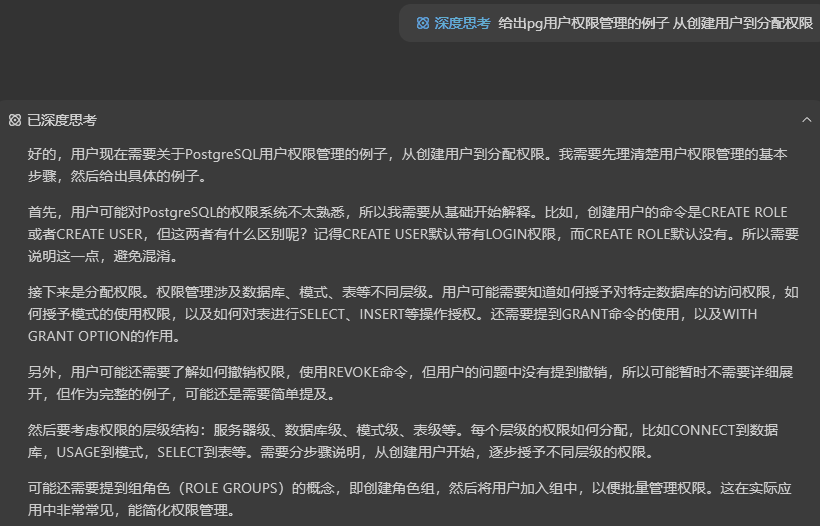 深度思考 给出pg用户权限管理的例子 从创建用户到分配权限
已深度思考
好的，用户现在需要关于PostgreSQL用户权限管理的例子，从创建用户到分配权限。我需要先理清楚用户权限管理的基本
步骤，然后给出具体的例子。
首先，用户可能对PostgreSQL的权限系统不太熟悉，所以我需要从基础开始解释。比如，创建用户的命令是CREATE ROLE
或者CREATE USER，但这两者有什么区别呢？记得CREATE USER默认带有LOGIN权限，而CREATE ROLE默认没有。所以需要
说明这一点，避免混淆。
接下来是分配权限。权限管理涉及数据库、模式、表等不同层级。用户可能需要知道如何授予对特定数据库的访问权限，如
何授予模式的使用权限，以及如何对表进行SELECT、INSERT等操作授权。还需要提到GRANT命令的使用，以及WITH
GRANT OPTION的作用。
另外，用户可能还需要了解如何撤销权限，使用REVOKE命令，但用户的问题中没有提到撤销，所以可能暂时不需要详细展
开，但作为完整的例子，可能还是需要简单提及。
然后要考虑权限的层级结构：服务器级、数据库级、模式级、表级等。每个层级的权限如何分配，比如CONNECT到数据
库，USAGE到模式，SELECT到表等。需要分步骤说明，从创建用户开始，逐步授予不同层级的权限。
可能还需要提到组角色（ROLE GROUPS）的概念，即创建角色组，然后将用户加入组中，以便批量管理权限。这在实际应
用中非常常见，能简化权限管理。